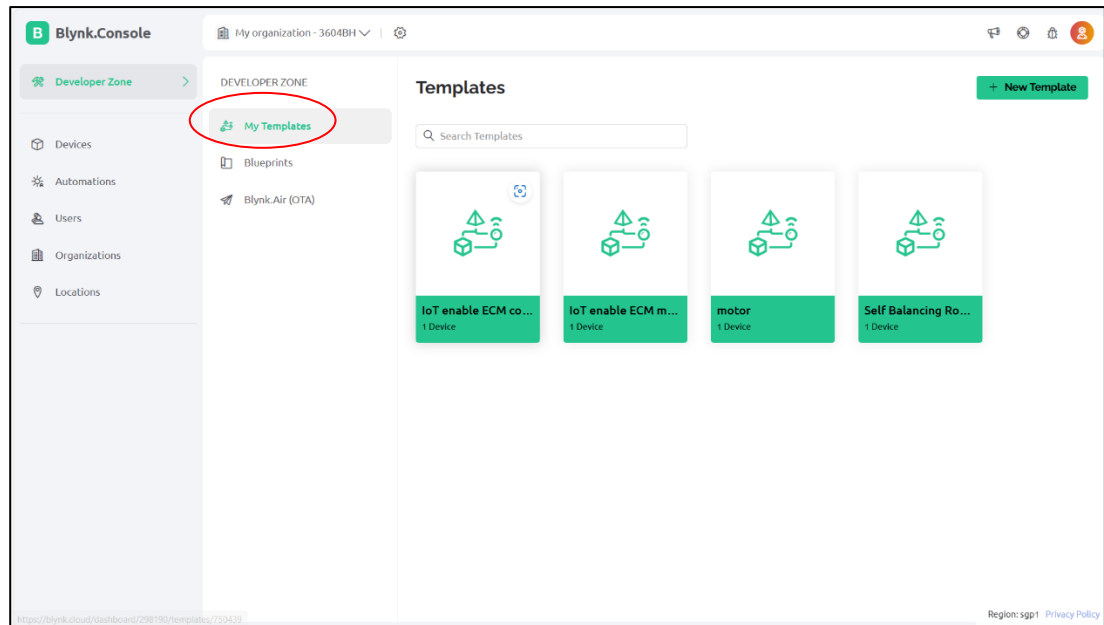 B Blynk.Console
My organization - 3604BH
Developer Zone
Devices
Automations
Users
Organizations
Locations
DEVELOPER ZONE
My Templates
Blueprints
Blynk.Air (OTA)
Templates
+ New Template
Search Templates
IoT enable ECM co...
1 Device
IoT enable ECM m...
1 Device
motor
1 Device
Self Balancing Ro...
1 Device
https://blynk.cloud/dashboard/298190/templates/750439
Region: sgp1 Privacy Policy